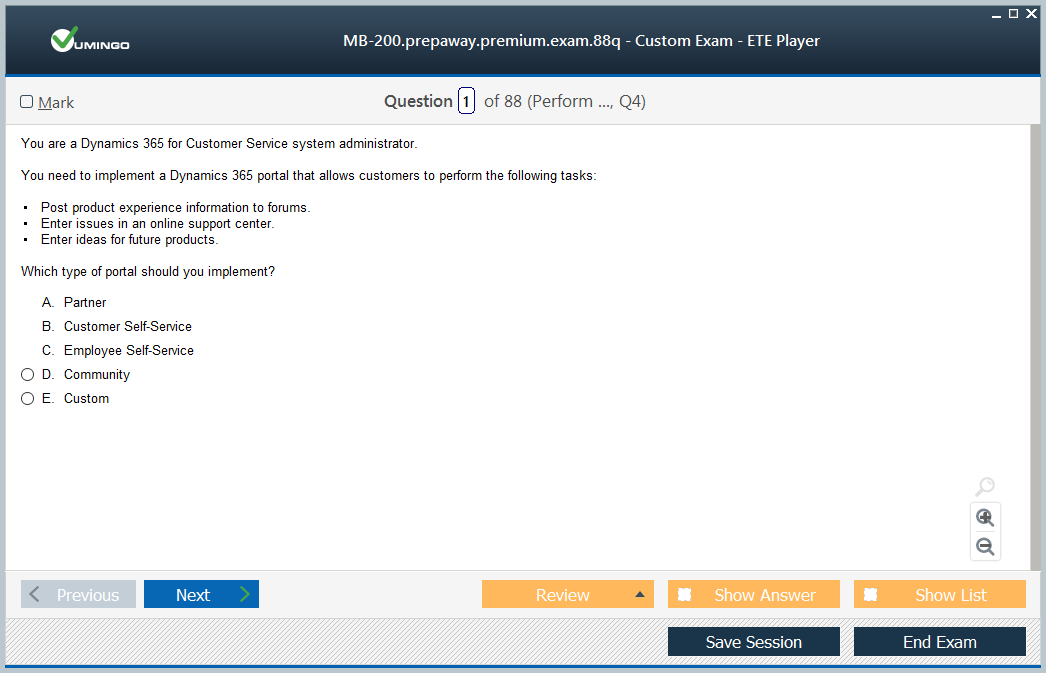 VUMINGO
MB-200.prepaway.premium.exam.88q - Custom Exam - ETE Player
Mark
Question 1 of 88 (Perform ..., Q4)
You are a Dynamics 365 for Customer Service system administrator.
You need to implement a Dynamics 365 portal that allows customers to perform the following tasks:
• Post product experience information to forums.
• Enter issues in an online support center.
• Enter ideas for future products.
Which type of portal should you implement?
A. Partner
B. Customer Self-Service
C. Employee Self-Service
D. Community
E. Custom
Previous
Next
Review
Show Answer
Show List
Save Session
End Exam